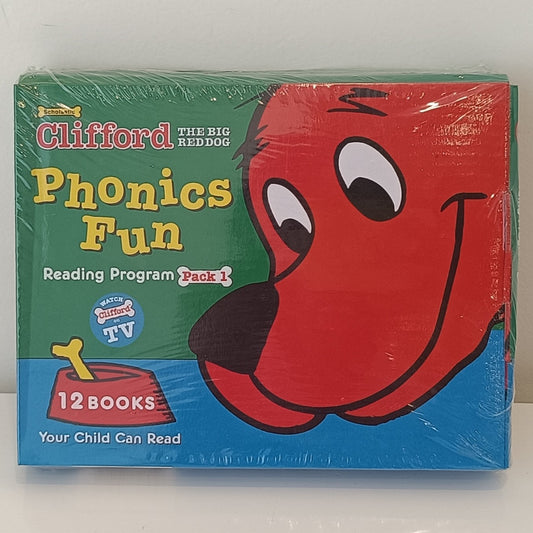 Scholastic
Clifford THE BIG
RED DOG
Phonics
Fun
Reading Program Pack 1
WATCH
Clifford
ON
TV
12 BOOKS
Your Child Can Read